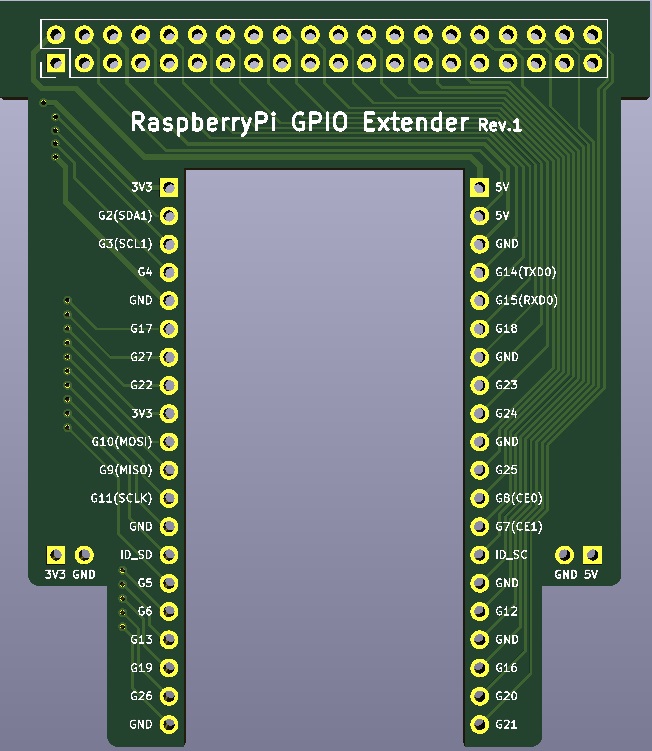 RaspberryPi GPIO Extender Rev.1
3V3
G2(SDA1)
G3(SCL1)
G4
GND
G17
G27
G22
3V3
G10(MOSI)
G9(MISO)
G11(SCLK)
GND
ID_SD
G5
G6
G13
G19
G26
GND
5V
5V
GND
G14(TXD0)
G15(RXD0)
G18
GND
G23
G24
GND
G25
G8(CE0)
G7(CE1)
ID_SC
GND
G12
GND
G16
G20
G21
3V3 GND
GND 5V